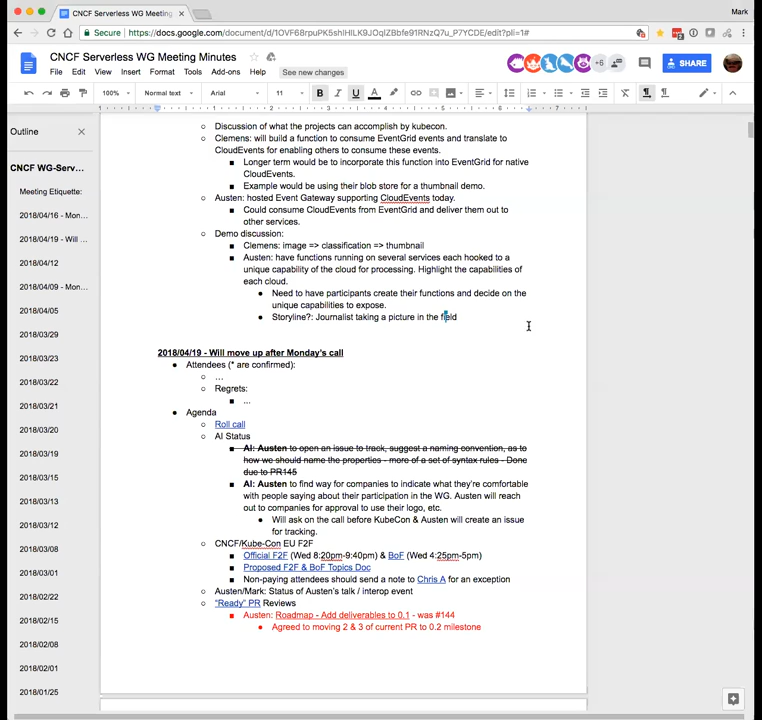 CNCF Serverless WG Meeting
Mark
Secure
https://docs.google.com/document/d/1OVF68rpuPK5shIHILK9JOqIZBbfe91RNzQ7u_P7YCDE/edit?pli=1#
CNCF Serverless WG Meeting Minutes
File Edit View Insert Format Tools Add-ons Help See new changes
+6
SHARE
100% Normal text Arial 11 B I U A
1 2 3 4 5 6 7
Outline
CNCF WG-Serv...
Meeting Etiquette:
2018/04/16 - Mon...
2018/04/19 - Will ...
2018/04/12
2018/04/09 - Mon...
2018/04/05
2018/03/29
2018/03/23
2018/03/22
2018/03/21
2018/03/20
2018/03/19
2018/03/15
2018/03/13
2018/03/12
2018/03/08
2018/03/01
2018/02/22
2018/02/15
2018/02/08
2018/02/01
2018/01/25
Discussion of what the projects can accomplish by kubecon.
Clemens: will build a function to consume EventGrid events and translate to
CloudEvents for enabling others to consume these events.
Longer term would be to incorporate this function into EventGrid for native
CloudEvents.
Example would be using their blob store for a thumbnail demo.
Austen: hosted Event Gateway supporting CloudEvents today.
Could consume CloudEvents from EventGrid and deliver them out to
other services.
Demo discussion:
Clemens: image => classification => thumbnail
Austen: have functions running on several services each hooked to a
unique capability of the cloud for processing. Highlight the capabilities of
each cloud.
Need to have participants create their functions and decide on the
unique capabilities to expose.
Storyline?: Journalist taking a picture in the field
2018/04/19 - Will move up after Monday's call
Attendees (* are confirmed):
...
Regrets:
...
Agenda
Roll call
AI Status
AI: Austen to open an issue to track, suggest a naming convention, as to
how we should name the properties - more of a set of syntax rules - Done
due to PR145
AI: Austen to find way for companies to indicate what they're comfortable
with people saying about their participation in the WG. Austen will reach
out to companies for approval to use their logo, etc.
Will ask on the call before KubeCon & Austen will create an issue
for tracking.
CNCF/Kube-Con EU F2F
Official F2F (Wed 8:20pm-9:40pm) & BoF (Wed 4:25pm-5pm)
Proposed F2F & BoF Topics Doc
Non-paying attendees should send a note to Chris A for an exception
Austen/Mark: Status of Austen's talk / interop event
"Ready" PR Reviews
Austen: Roadmap - Add deliverables to 0.1 - was #144
Agreed to moving 2 & 3 of current PR to 0.2 milestone